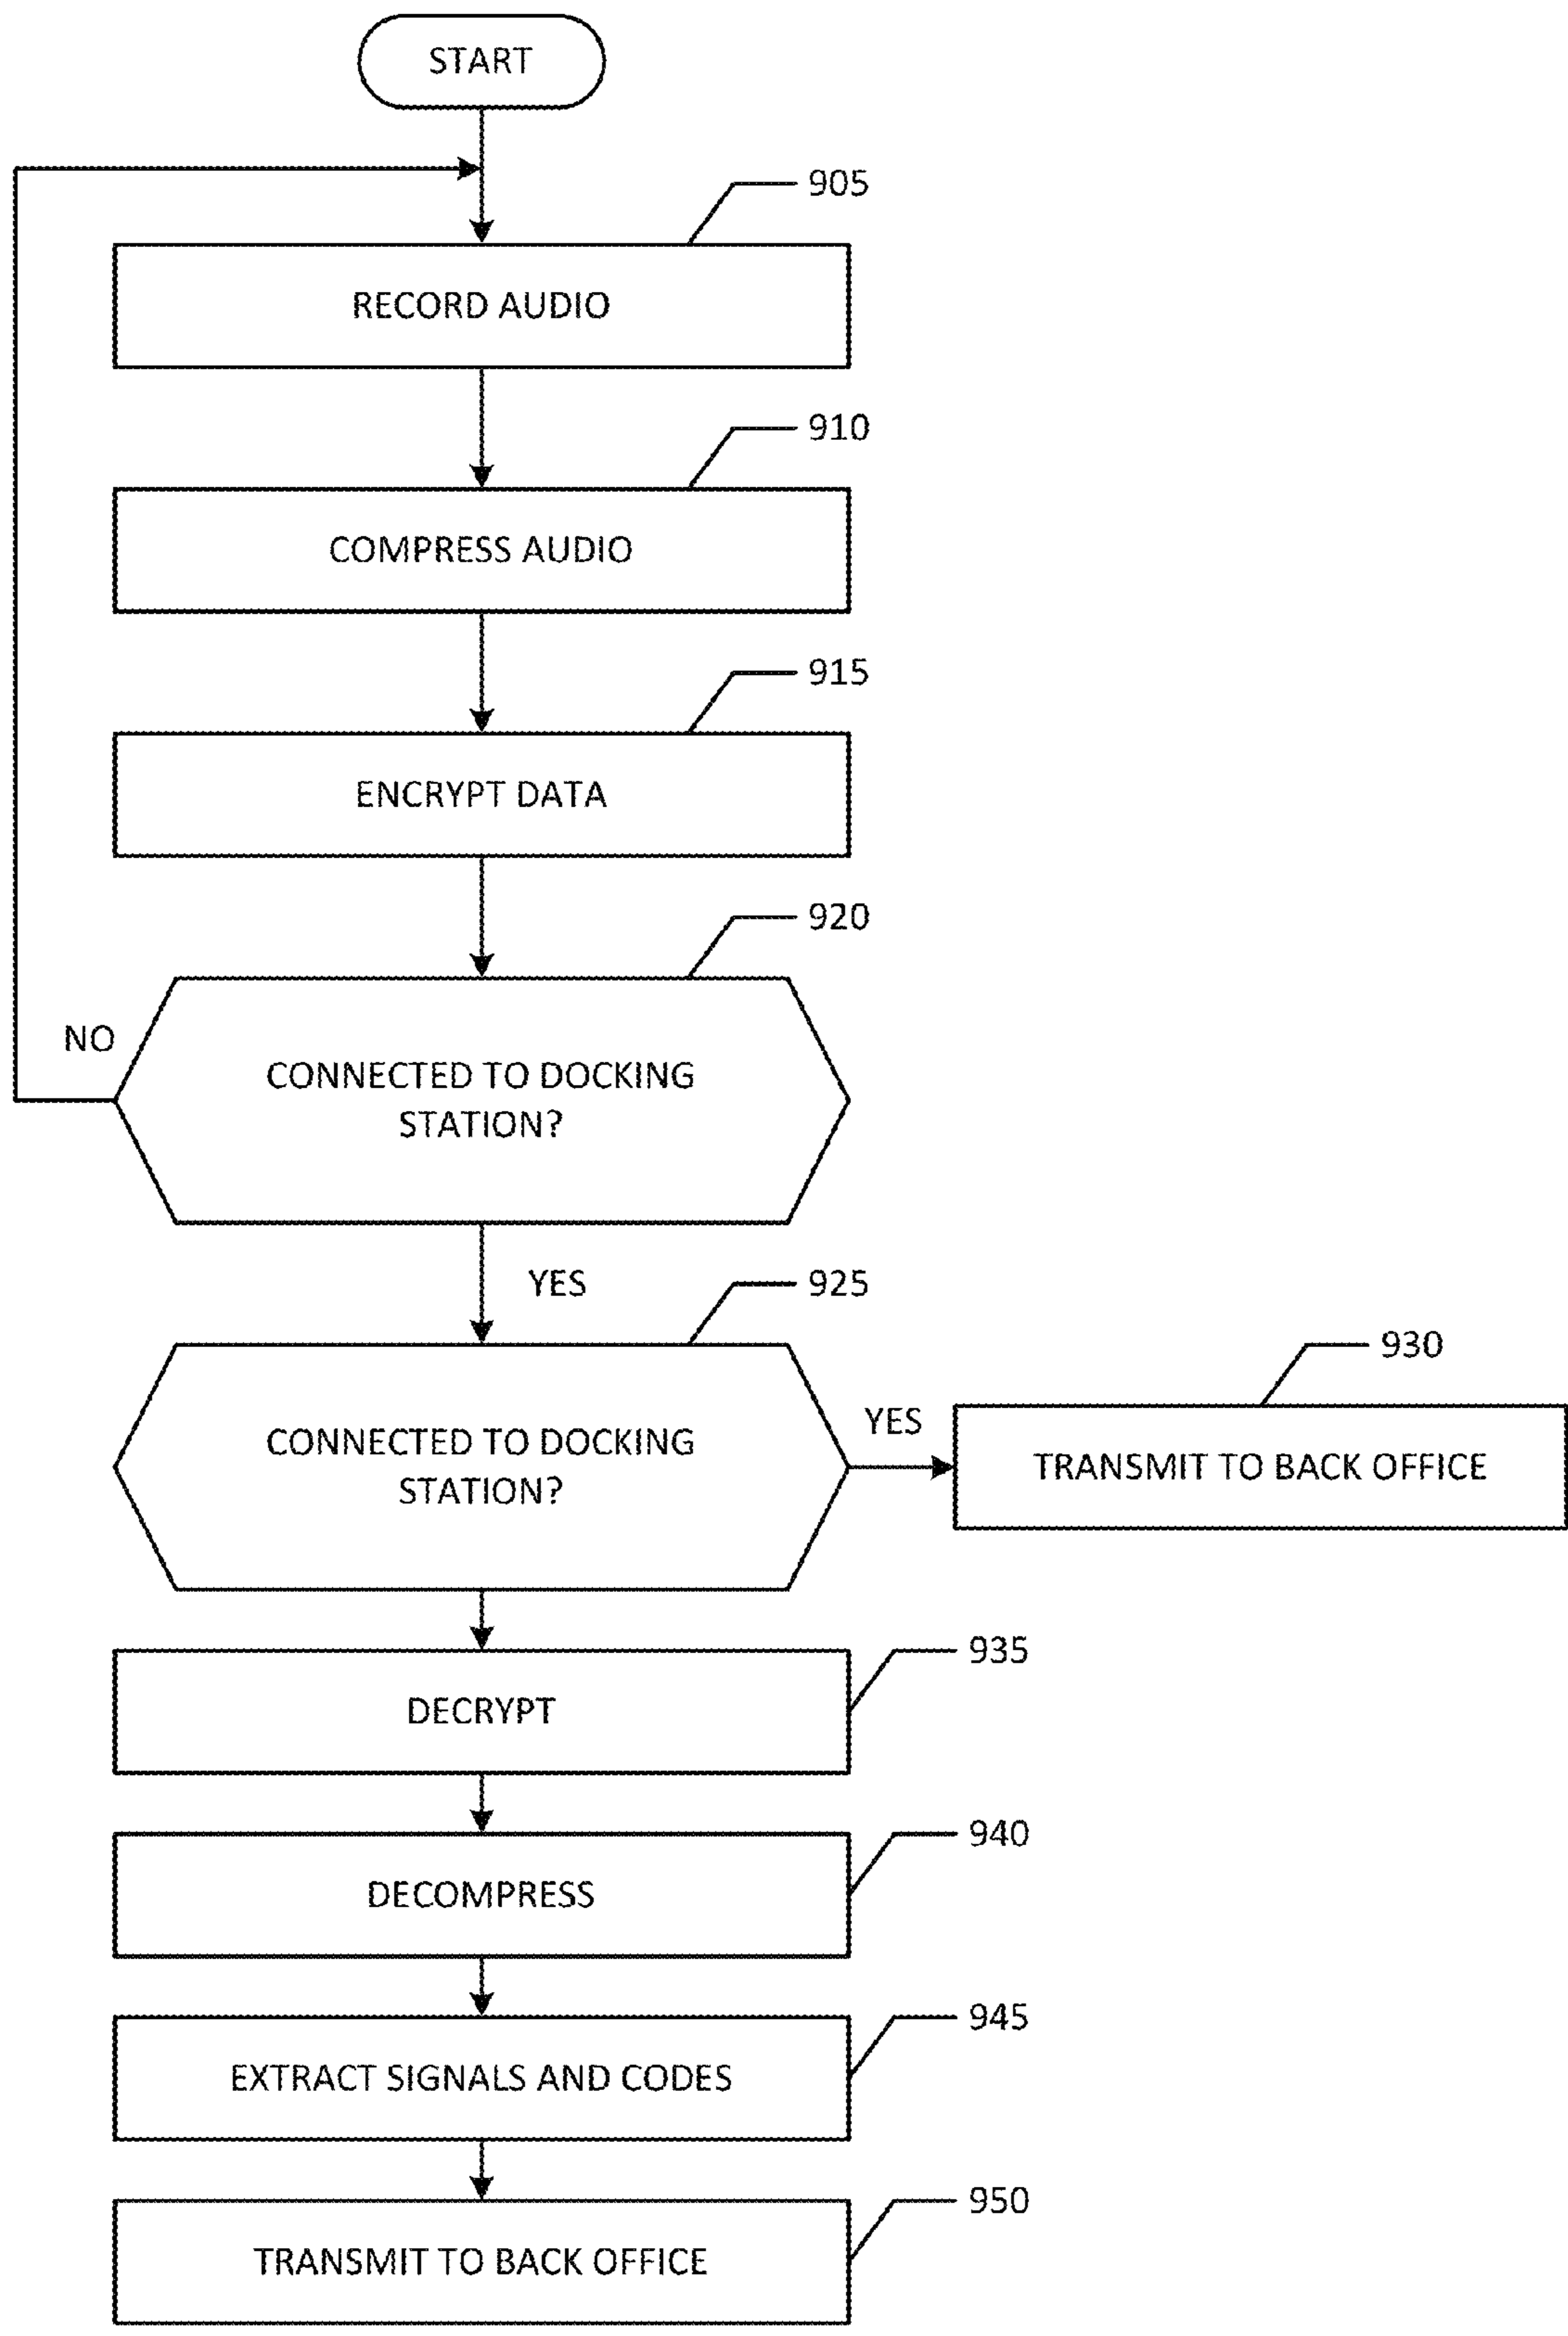 START
905
RECORD AUDIO
910
COMPRESS AUDIO
915
ENCRYPT DATA
920
NO
CONNECTED TO DOCKING
STATION?
YES
925
930
CONNECTED TO DOCKING
STATION?
YES
TRANSMIT TO BACK OFFICE
935
DECRYPT
940
DECOMPRESS
945
EXTRACT SIGNALS AND CODES
950
TRANSMIT TO BACK OFFICE